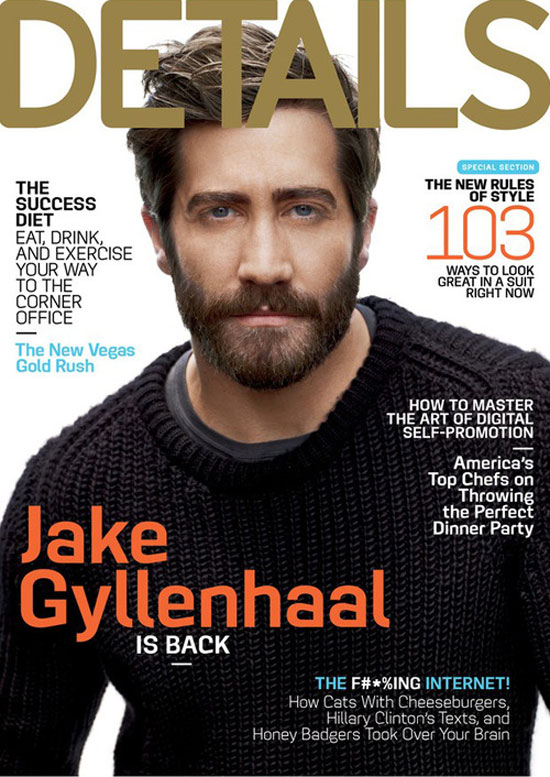 DETAILS
THE
SUCCESS
DIET
EAT, DRINK,
AND EXERCISE
YOUR WAY
TO THE
CORNER
OFFICE
The New Vegas
Gold Rush
SPECIAL SECTION
THE NEW RULES
OF STYLE
103
WAYS TO LOOK
GREAT IN A SUIT
RIGHT NOW
HOW TO MASTER
THE ART OF DIGITAL
SELF-PROMOTION
America's
Top Chefs on
Throwing
the Perfect
Dinner Party
Jake
Gyllenhaal
IS BACK
THE F#*%ING INTERNET!
How Cats With Cheeseburgers,
Hillary Clinton's Texts, and
Honey Badgers Took Over Your Brain